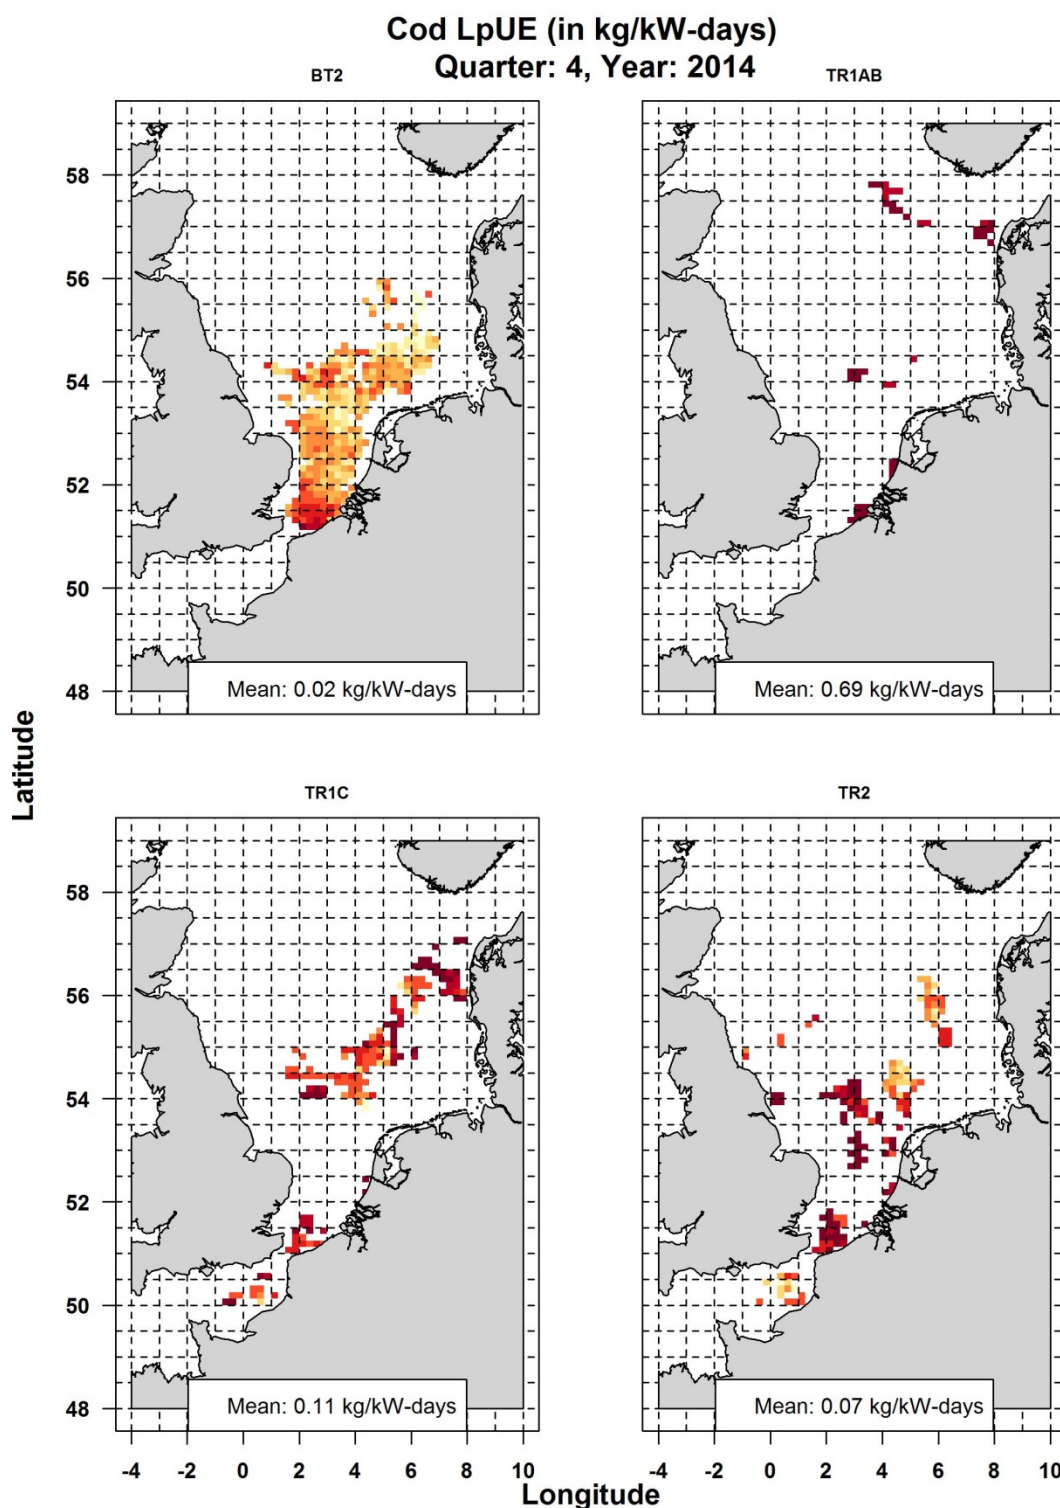 Cod LpUE (in kg/kW-days)
Quarter: 4, Year: 2014
BT2
TR1AB
58
56
54
52
50
48
Mean: 0.02 kg/kW-days
Mean: 0.69 kg/kW-days
Latitude
TR1C
TR2
58
56
54
52
50
48
Mean: 0.11 kg/kW-days
Mean: 0.07 kg/kW-days
-4 -2 0 2 4 6 8 10
-4 -2 0 2 4 6 8 10
Longitude